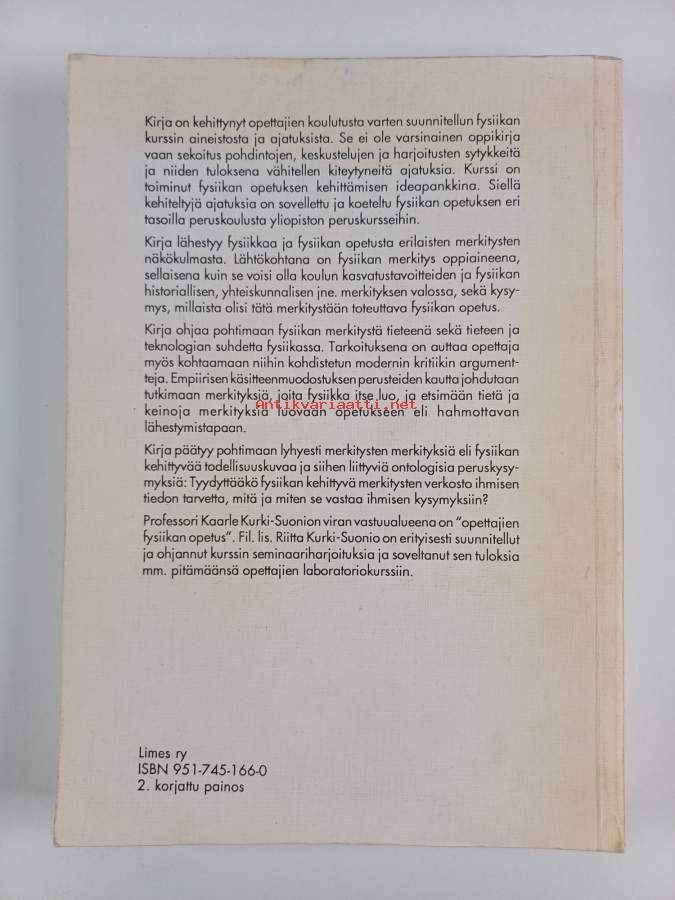 Kirja on kehittynyt opettajien koulutusta varten suunnitellun fysiikan
kurssin aineistosta ja ajatuksista. Se ei ole varsinainen oppikirja
vaan sekoitus pohdintojen, keskustelujen ja harjoitusten sytykkeitä
ja niiden tuloksena vähitellen kiteytyneitä ajatuksia. Kurssi on
toiminut fysiikan opetuksen kehittämisen ideapankkina. Siellä
kehiteltyjä ajatuksia on sovellettu ja koeteltu fysiikan opetuksen eri
tasoilla peruskoulusta yliopiston peruskursseihin.
Kirja lähestyy fysiikkaa ja fysiikan opetusta erilaisten merkitysten
näkökulmasta. Lähtökohtana on fysiikan merkitys oppiaineena,
sellaisena kuin se voisi olla koulun kasvatustavoitteiden ja fysiikan
historiallisen, yhteiskunnalisen jne. merkityksen valossa, sekä kysy-
mys, millaista olisi tätä merkitystään toteuttava fysiikan opetus.
Kirja ohjaa pohtimaan fysiikan merkitystä tieteenä sekä tieteen ja
teknologian suhdetta fysiikassa. Tarkoituksena on auttaa opettaja
myös kohtaamaan niihin kohdistetun modernin kritiikin argument-
teja. Empiirisen käsitteenmuodostuksen perusteiden kautta johdutaan
tutkimaan merkityksiä, joita fysiikka itse luo, ja etsimään tietä ja
Antikvariaatti.net
keinoja merkityksiä luovaan opetukseen eli hahmottavan
lähestymistapaan.
Kirja päätyy pohtimaan lyhyesti merkitysten merkityksiä eli fysiikan
kehittyvää todellisuuskuvaa ja siihen liittyviä ontologisia peruskysy-
myksiä: Tyydyttääkö fysiikan kehittyvä merkitysten verkosto ihmisen
tiedon tarvetta, mitä ja miten se vastaa ihmisen kysymyksiin?
Professori Kaarle Kurki-Suonion viran vastuualueena on "opettajien
fysiikan opetus". Fil. lis. Riitta Kurki-Suonio on erityisesti suunnitellut
ja ohjannut kurssin seminaariharjoituksia ja soveltanut sen tuloksia
mm. pitämäänsä opettajien laboratoriokurssiin.
Limes ry
ISBN 951-745-166-0
2. korjattu painos